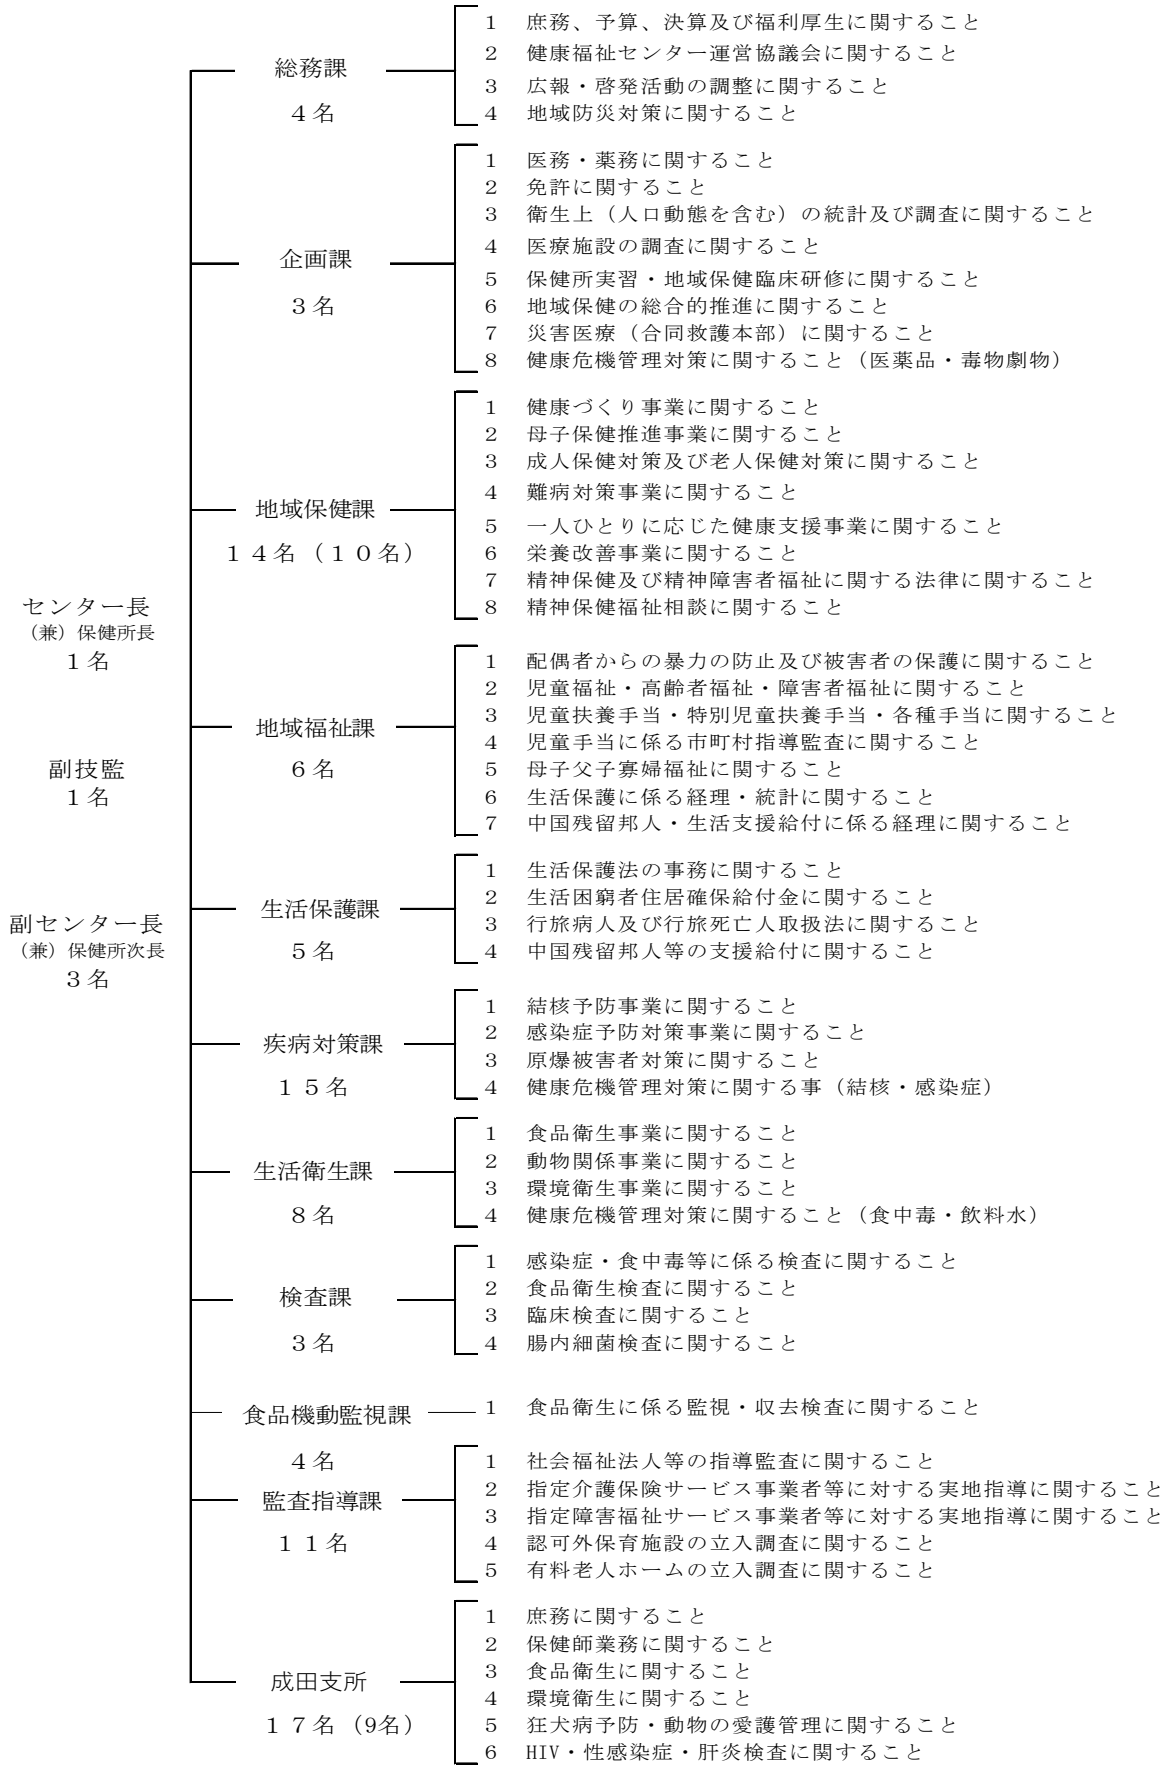 センター長
（兼）保健所長
１名
副技監
１名
副センター長
（兼）保健所次長
３名
総務課
４名
1 庶務、予算、決算及び福利厚生に関すること
2 健康福祉センター運営協議会に関すること
3 広報・啓発活動の調整に関すること
4 地域防災対策に関すること
企画課
３名
1 医務・薬務に関すること
2 免許に関すること
3 衛生上（人口動態を含む）の統計及び調査に関すること
4 医療施設の調査に関すること
5 保健所実習・地域保健臨床研修に関すること
6 地域保健の総合的推進に関すること
7 災害医療（合同救護本部）に関すること
8 健康危機管理対策に関すること（医薬品・毒物劇物）
地域保健課
１４名（１０名）
1 健康づくり事業に関すること
2 母子保健推進事業に関すること
3 成人保健対策及び老人保健対策に関すること
4 難病対策事業に関すること
5 一人ひとりに応じた健康支援事業に関すること
6 栄養改善事業に関すること
7 精神保健及び精神障害者福祉に関する法律に関すること
8 精神保健福祉相談に関すること
地域福祉課
６名
1 配偶者からの暴力の防止及び被害者の保護に関すること
2 児童福祉・高齢者福祉・障害者福祉に関すること
3 児童扶養手当・特別児童扶養手当・各種手当に関すること
4 児童手当に係る市町村指導監査に関すること
5 母子父子寡婦福祉に関すること
6 生活保護に係る経理・統計に関すること
7 中国残留邦人・生活支援給付に係る経理に関すること
生活保護課
５名
1 生活保護法の事務に関すること
2 生活困窮者住居確保給付金に関すること
3 行旅病人及び行旅死亡人取扱法に関すること
4 中国残留邦人等の支援給付に関すること
疾病対策課
１５名
1 結核予防事業に関すること
2 感染症予防対策事業に関すること
3 原爆被害者対策に関すること
4 健康危機管理対策に関する事（結核・感染症）
生活衛生課
８名
1 食品衛生事業に関すること
2 動物関係事業に関すること
3 環境衛生事業に関すること
4 健康危機管理対策に関すること（食中毒・飲料水）
検査課
３名
1 感染症・食中毒等に係る検査に関すること
2 食品衛生検査に関すること
3 臨床検査に関すること
4 腸内細菌検査に関すること
食品機動監視課
４名
1 食品衛生に係る監視・収去検査に関すること
監査指導課
１１名
1 社会福祉法人等の指導監査に関すること
2 指定介護保険サービス事業者等に対する実地指導に関すること
3 指定障害福祉サービス事業者等に対する実地指導に関すること
4 認可外保育施設の立入調査に関すること
5 有料老人ホームの立入調査に関すること
成田支所
１７名（9名）
1 庶務に関すること
2 保健師業務に関すること
3 食品衛生に関すること
4 環境衛生に関すること
5 狂犬病予防・動物の愛護管理に関すること
6 HIV・性感染症・肝炎検査に関すること